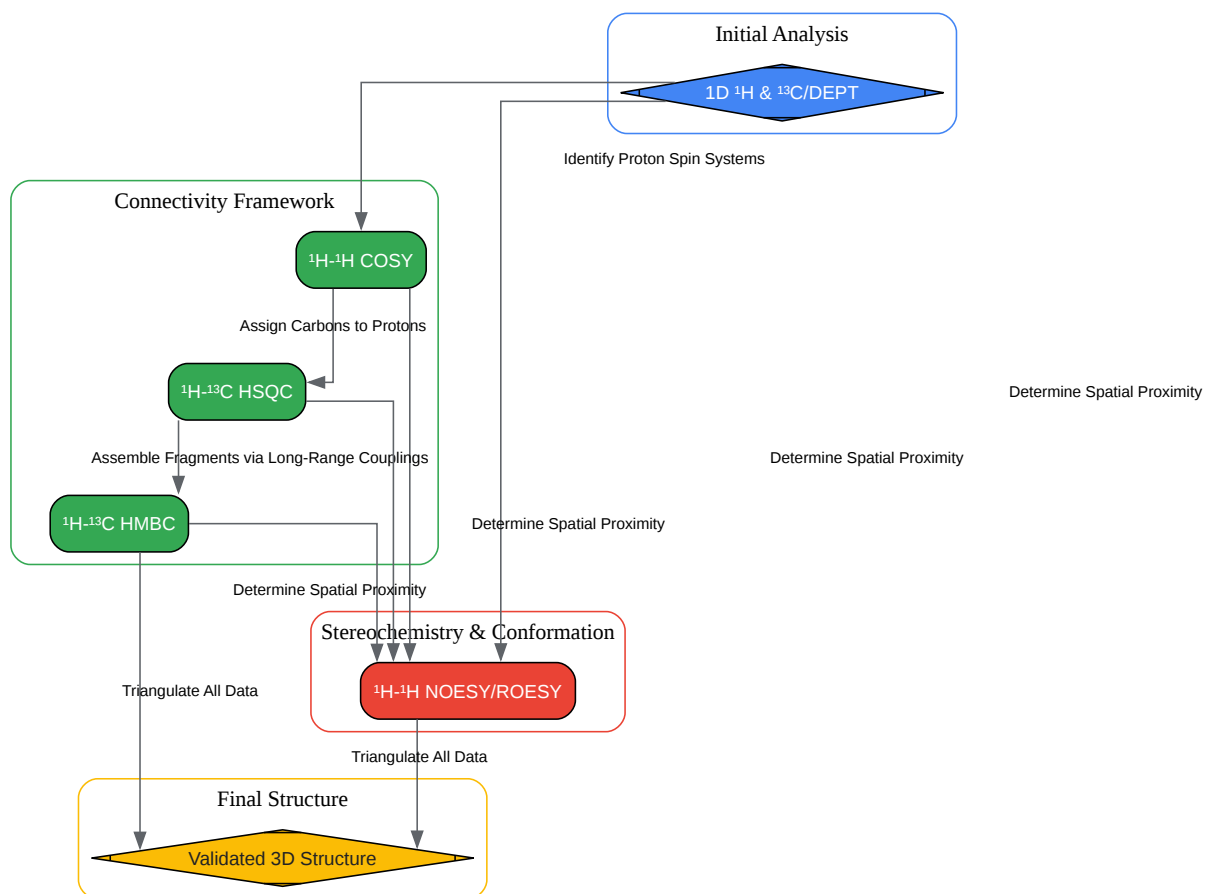 Initial Analysis
1D ¹H & ¹³C/DEPT
Identify Proton Spin Systems
Connectivity Framework
¹H-¹H COSY
Assign Carbons to Protons
¹H-¹³C HSQC
Determine Spatial Proximity
Assemble Fragments via Long-Range Couplings
Determine Spatial Proximity
¹H-¹³C HMBC
Determine Spatial Proximity
Determine Spatial Proximity
Stereochemistry & Conformation
¹H-¹H NOESY/ROESY
Triangulate All Data
Triangulate All Data
Final Structure
Validated 3D Structure